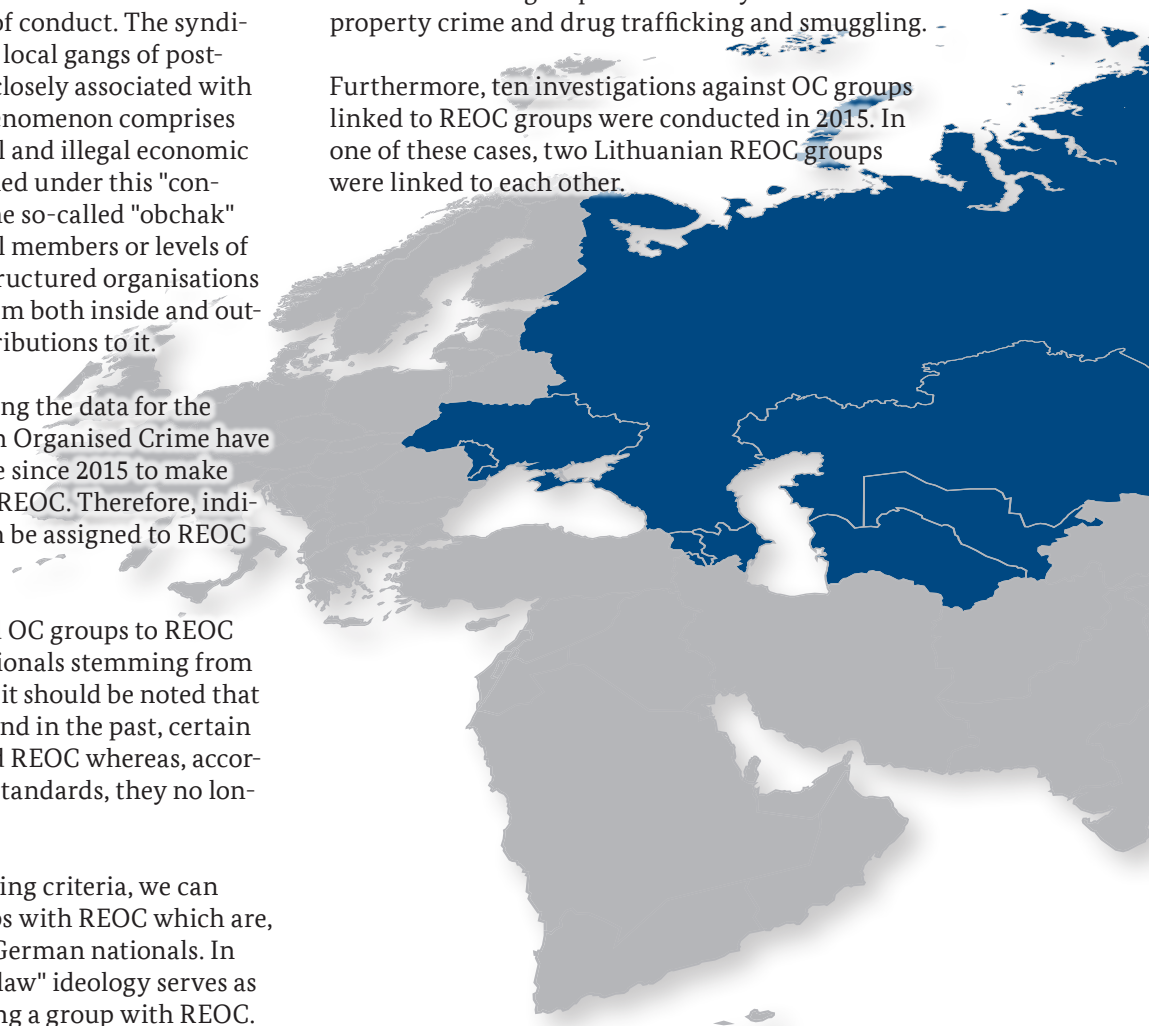 of conduct. The syndi-
local gangs of post-
closely associated with
enomenon comprises
l and illegal economic
ed under this "con-
e so-called "obchak"
l members or levels of
ructured organisations
m both inside and out-
ributions to it.
ng the data for the
n Organised Crime have
e since 2015 to make
REOC. Therefore, indi-
n be assigned to REOC
OC groups to REOC
ionals stemming from
it should be noted that
nd in the past, certain
d REOC whereas, accor-
tandards, they no lon-
ing criteria, we can
ps with REOC which are,
German nationals. In
law" ideology serves as
ng a group with REOC.
property crime and drug trafficking and smuggling.
Furthermore, ten investigations against OC groups
linked to REOC groups were conducted in 2015. In
one of these cases, two Lithuanian REOC groups
were linked to each other.